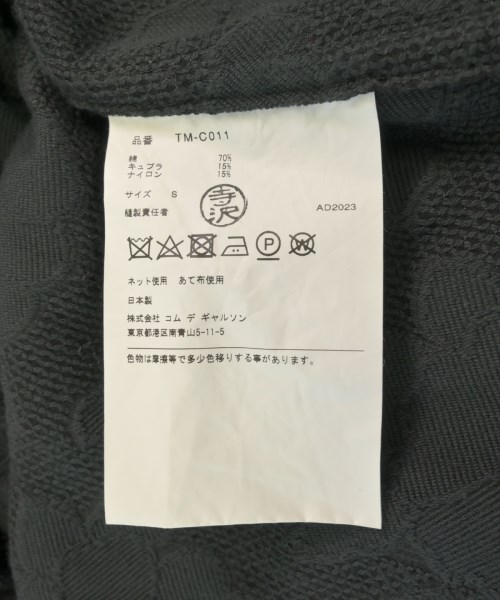 品番 TM-C011
綿 70%
キュプラ 15%
ナイロン 15%
サイズ S
寺沢
縫製責任者 AD2023
P W
ネット使用 あて布使用
日本製
株式会社 コム デ ギャルソン
東京都港区南青山5-11-5
色物は摩擦等で多少色移りする事があります。